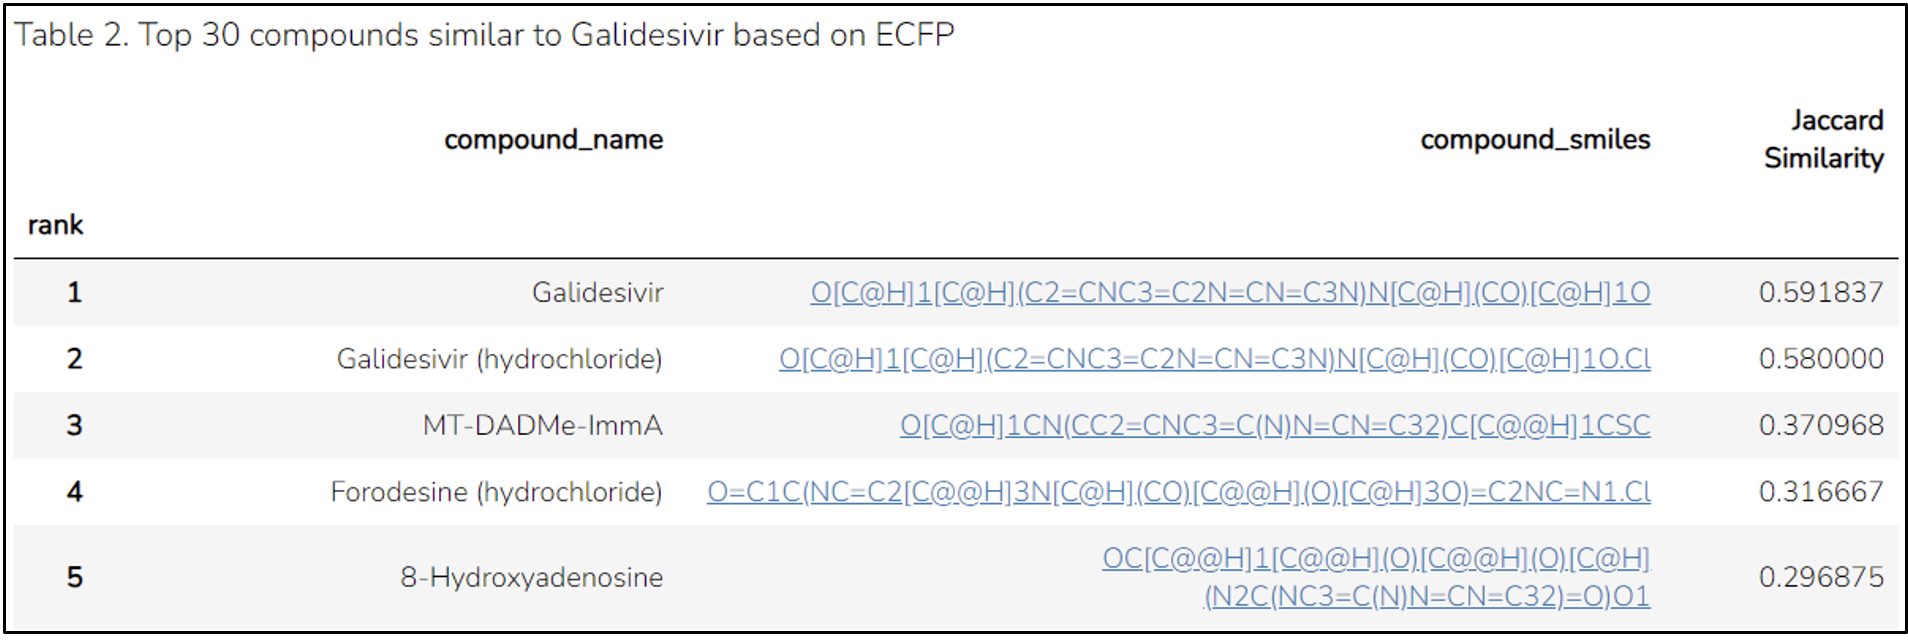 Table 2. Top 30 compounds similar to Galidesivir based on ECFP
compound_name compound_smiles Jaccard
Similarity
rank
1 Galidesivir O[C@H]1[C@H](C2=CNC3=C2N=CN=C3N)N[C@H](CO)[C@H]1O 0.591837
2 Galidesivir (hydrochloride) O[C@H]1[C@H](C2=CNC3=C2N=CN=C3N)N[C@H](CO)[C@H]1O.Cl 0.580000
3 MT-DADMe-ImmA O[C@H]1CN(CC2=CNC3=C(N)N=CN=C32)C[C@@H]1CSC 0.370968
4 Forodesine (hydrochloride) O=C1C(NC=C2[C@@H]3N[C@H](CO)[C@@H](O)[C@H]3O)=C2NC=N1.Cl 0.316667
5 8-Hydroxyadenosine OC[C@@H]1[C@@H](O)[C@@H](O)[C@H]
(N2C(NC3=C(N)N=CN=C32)=O)O1 0.296875